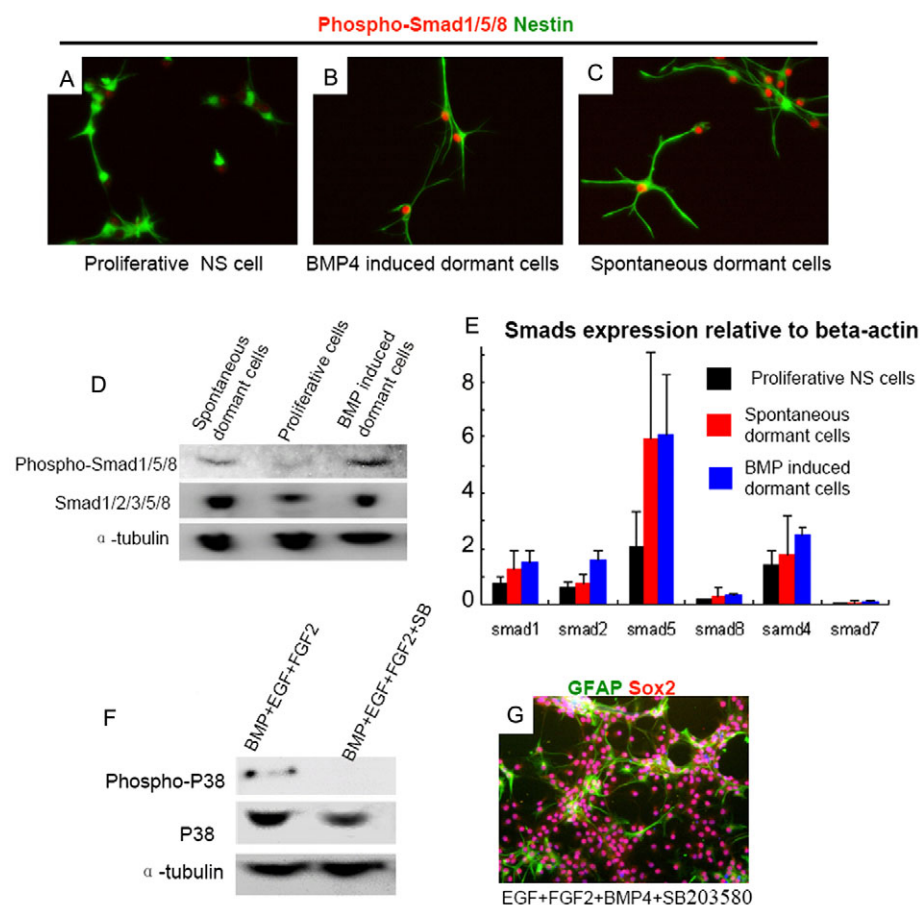 Phospho-Smad1/5/8 Nestin
A
B
C
Proliferative NS cell
BMP4 induced dormant cells
Spontaneous dormant cells
D
Spontaneous
dormant cells
Proliferative cells
BMP induced
dormant cells
Phospho-Smad1/5/8
Smad1/2/3/5/8
α-tubulin
E
Smads expression relative to beta-actin
8
6
4
2
0
Proliferative NS cells
Spontaneous
dormant cells
BMP induced
dormant cells
smad1 smad2 smad5 smad8 samd4 smad7
F
BMP+EGF+FGF2
BMP+EGF+FGF2+SB
Phospho-P38
P38
α-tubulin
GFAP Sox2
G
EGF+FGF2+BMP4+SB203580